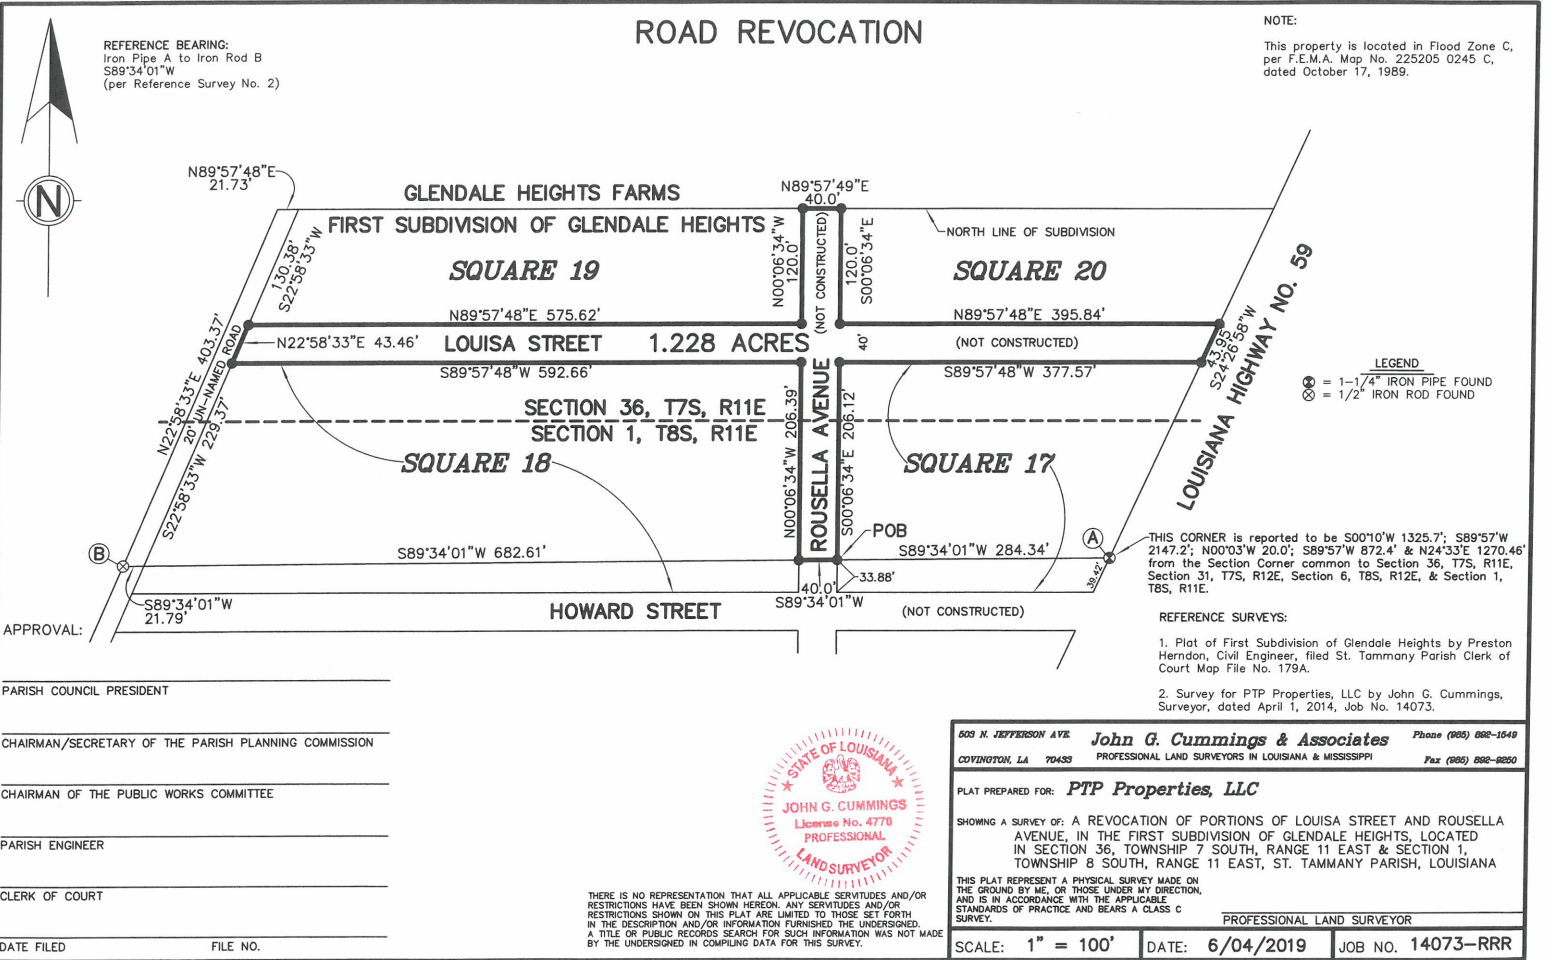 ROAD REVOCATION
REFERENCE BEARING:
Iron Pipe A to Iron Rod B
S89°34'01"W
(per Reference Survey No. 2)
NOTE:
This property is located in Flood Zone C,
per F.E.M.A. Map No. 225205 0245 C,
dated October 17, 1989.
N
N89°57'48"E
21.73'
GLENDALE HEIGHTS FARMS
N89°57'49"E
40.0'
FIRST SUBDIVISION OF GLENDALE HEIGHTS
NORTH LINE OF SUBDIVISION
130.38'
S22°58'33"W
SQUARE 19
N00°06'34"W
120.0'
(NOT CONSTRUCTED)
120.0'
S00°06'34"E
SQUARE 20
LOUISIANA HIGHWAY NO. 59
N89°57'48"E 575.62'
N89°57'48"E 395.84'
N22°58'33"E 43.46'
LOUISA STREET
1.228 ACRES
40'
(NOT CONSTRUCTED)
43.95
S24°26'58"W
S89°57'48"W 592.66'
S89°57'48"W 377.57'
LEGEND
= 1-1/4" IRON PIPE FOUND
= 1/2" IRON ROD FOUND
N22°58'33"E 403.37'
20' UN-NAMED ROAD
S22°58'33"W 229.37'
SECTION 36, T7S, R11E
SECTION 1, T8S, R11E
N00°06'34"W 206.39'
ROUSELLA AVENUE
S00°06'34"E 206.12'
SQUARE 18
SQUARE 17
POB
A
B
S89°34'01"W 682.61'
S89°34'01"W 284.34'
33.88'
39.42'
40.0'
S89°34'01"W
S89°34'01"W
21.79'
HOWARD STREET
(NOT CONSTRUCTED)
THIS CORNER is reported to be S00°10'W 1325.7'; S89°57'W
2147.2'; N00°03'W 20.0'; S89°57'W 872.4' & N24°33'E 1270.46'
from the Section Corner common to Section 36, T7S, R11E,
Section 31, T7S, R12E, Section 6, T8S, R12E, & Section 1,
T8S, R11E.
REFERENCE SURVEYS:
1. Plat of First Subdivision of Glendale Heights by Preston
Herndon, Civil Engineer, filed St. Tammany Parish Clerk of
Court Map File No. 179A.
2. Survey for PTP Properties, LLC by John G. Cummings,
Surveyor, dated April 1, 2014, Job No. 14073.
APPROVAL:
PARISH COUNCIL PRESIDENT
CHAIRMAN/SECRETARY OF THE PARISH PLANNING COMMISSION
CHAIRMAN OF THE PUBLIC WORKS COMMITTEE
PARISH ENGINEER
CLERK OF COURT
DATE FILED FILE NO.
STATE OF LOUISIANA
JOHN G. CUMMINGS
License No. 4770
PROFESSIONAL
LAND SURVEYOR
THERE IS NO REPRESENTATION THAT ALL APPLICABLE SERVITUDES AND/OR
RESTRICTIONS HAVE BEEN SHOWN HEREON. ANY SERVITUDES AND/OR
RESTRICTIONS SHOWN ON THIS PLAT ARE LIMITED TO THOSE SET FORTH
IN THE DESCRIPTION AND/OR INFORMATION FURNISHED THE UNDERSIGNED.
A TITLE OR PUBLIC RECORDS SEARCH FOR SUCH INFORMATION WAS NOT MADE
BY THE UNDERSIGNED IN COMPILING DATA FOR THIS SURVEY.
503 N. JEFFERSON AVE.
COVINGTON, LA 70433
John G. Cummings & Associates
PROFESSIONAL LAND SURVEYORS IN LOUISIANA & MISSISSIPPI
Phone (985) 892-1549
Fax (985) 892-9250
PLAT PREPARED FOR: PTP Properties, LLC
SHOWING A SURVEY OF: A REVOCATION OF PORTIONS OF LOUISA STREET AND ROUSELLA
AVENUE, IN THE FIRST SUBDIVISION OF GLENDALE HEIGHTS, LOCATED
IN SECTION 36, TOWNSHIP 7 SOUTH, RANGE 11 EAST & SECTION 1,
TOWNSHIP 8 SOUTH, RANGE 11 EAST, ST. TAMMANY PARISH, LOUISIANA
THIS PLAT REPRESENT A PHYSICAL SURVEY MADE ON
THE GROUND BY ME, OR THOSE UNDER MY DIRECTION,
AND IS IN ACCORDANCE WITH THE APPLICABLE
STANDARDS OF PRACTICE AND BEARS A CLASS C
SURVEY.
PROFESSIONAL LAND SURVEYOR
SCALE: 1" = 100'
DATE: 6/04/2019
JOB NO. 14073-RRR